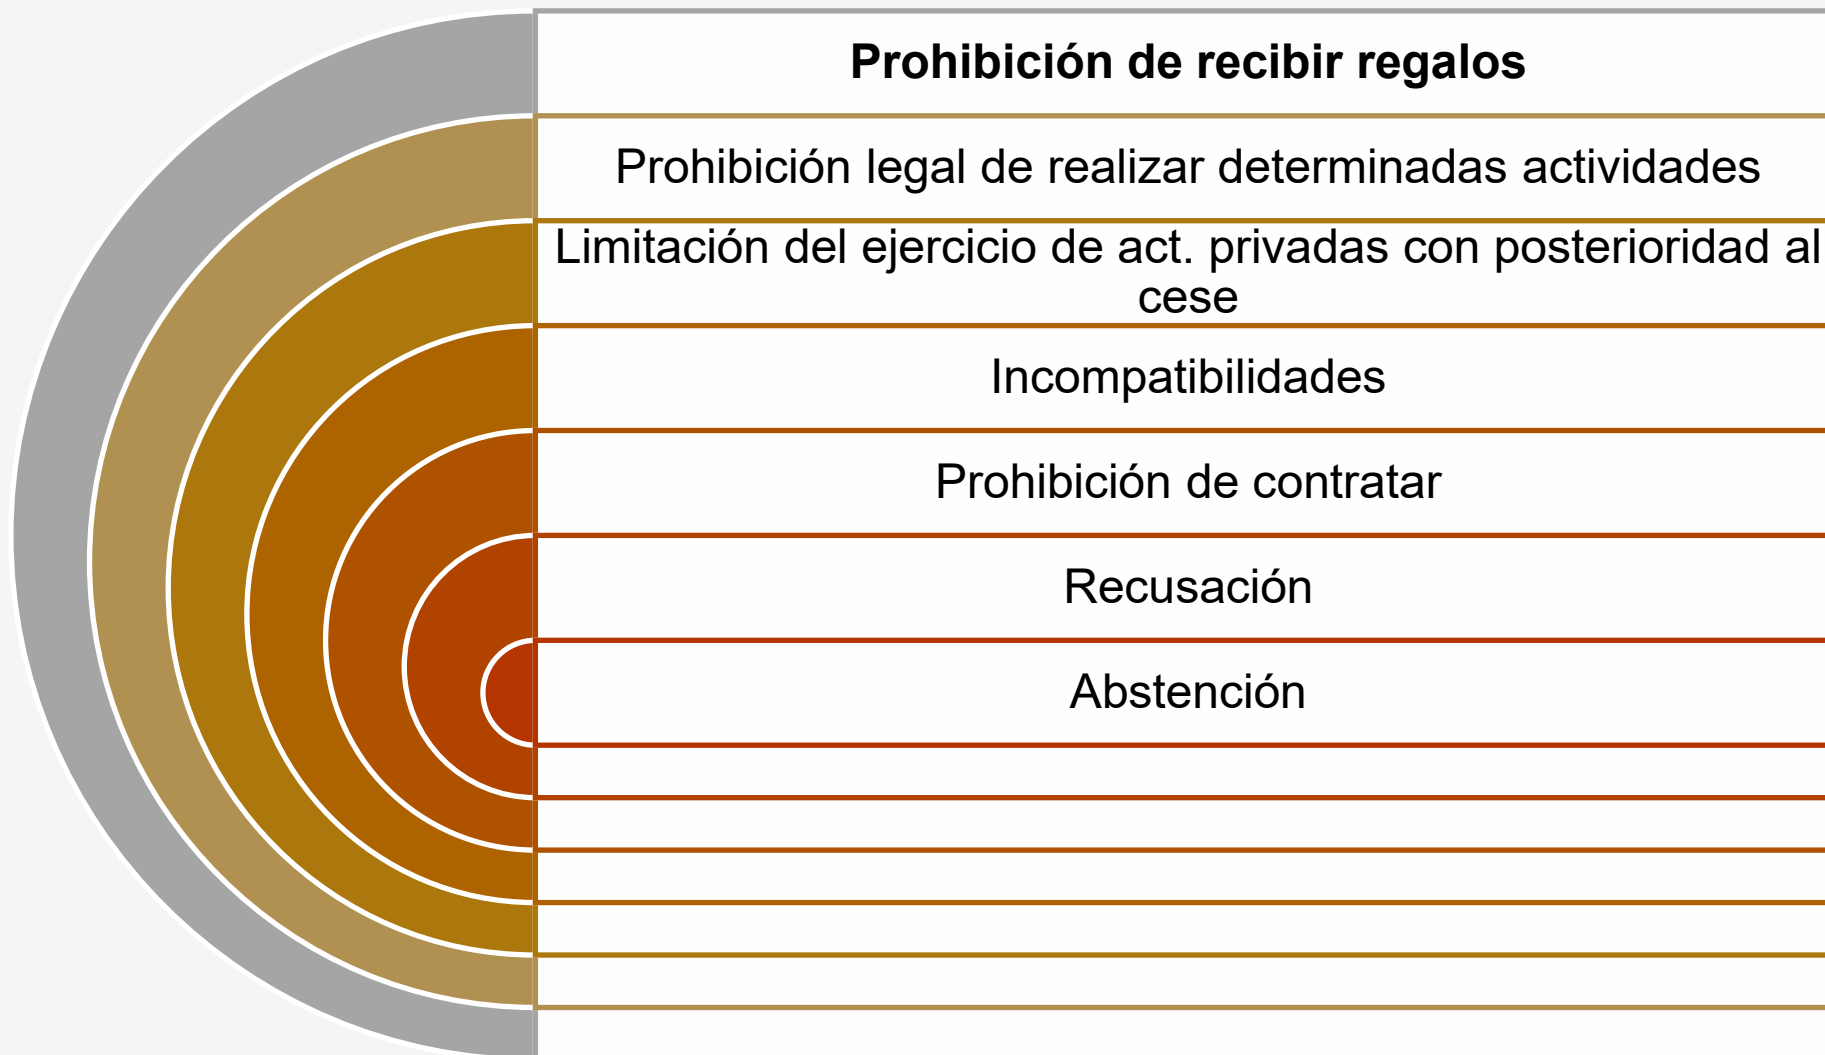 Prohibición de recibir regalos
Prohibición legal de realizar determinadas actividades
Limitación del ejercicio de act. privadas con posterioridad al
cese
Incompatibilidades
Prohibición de contratar
Recusación
Abstención